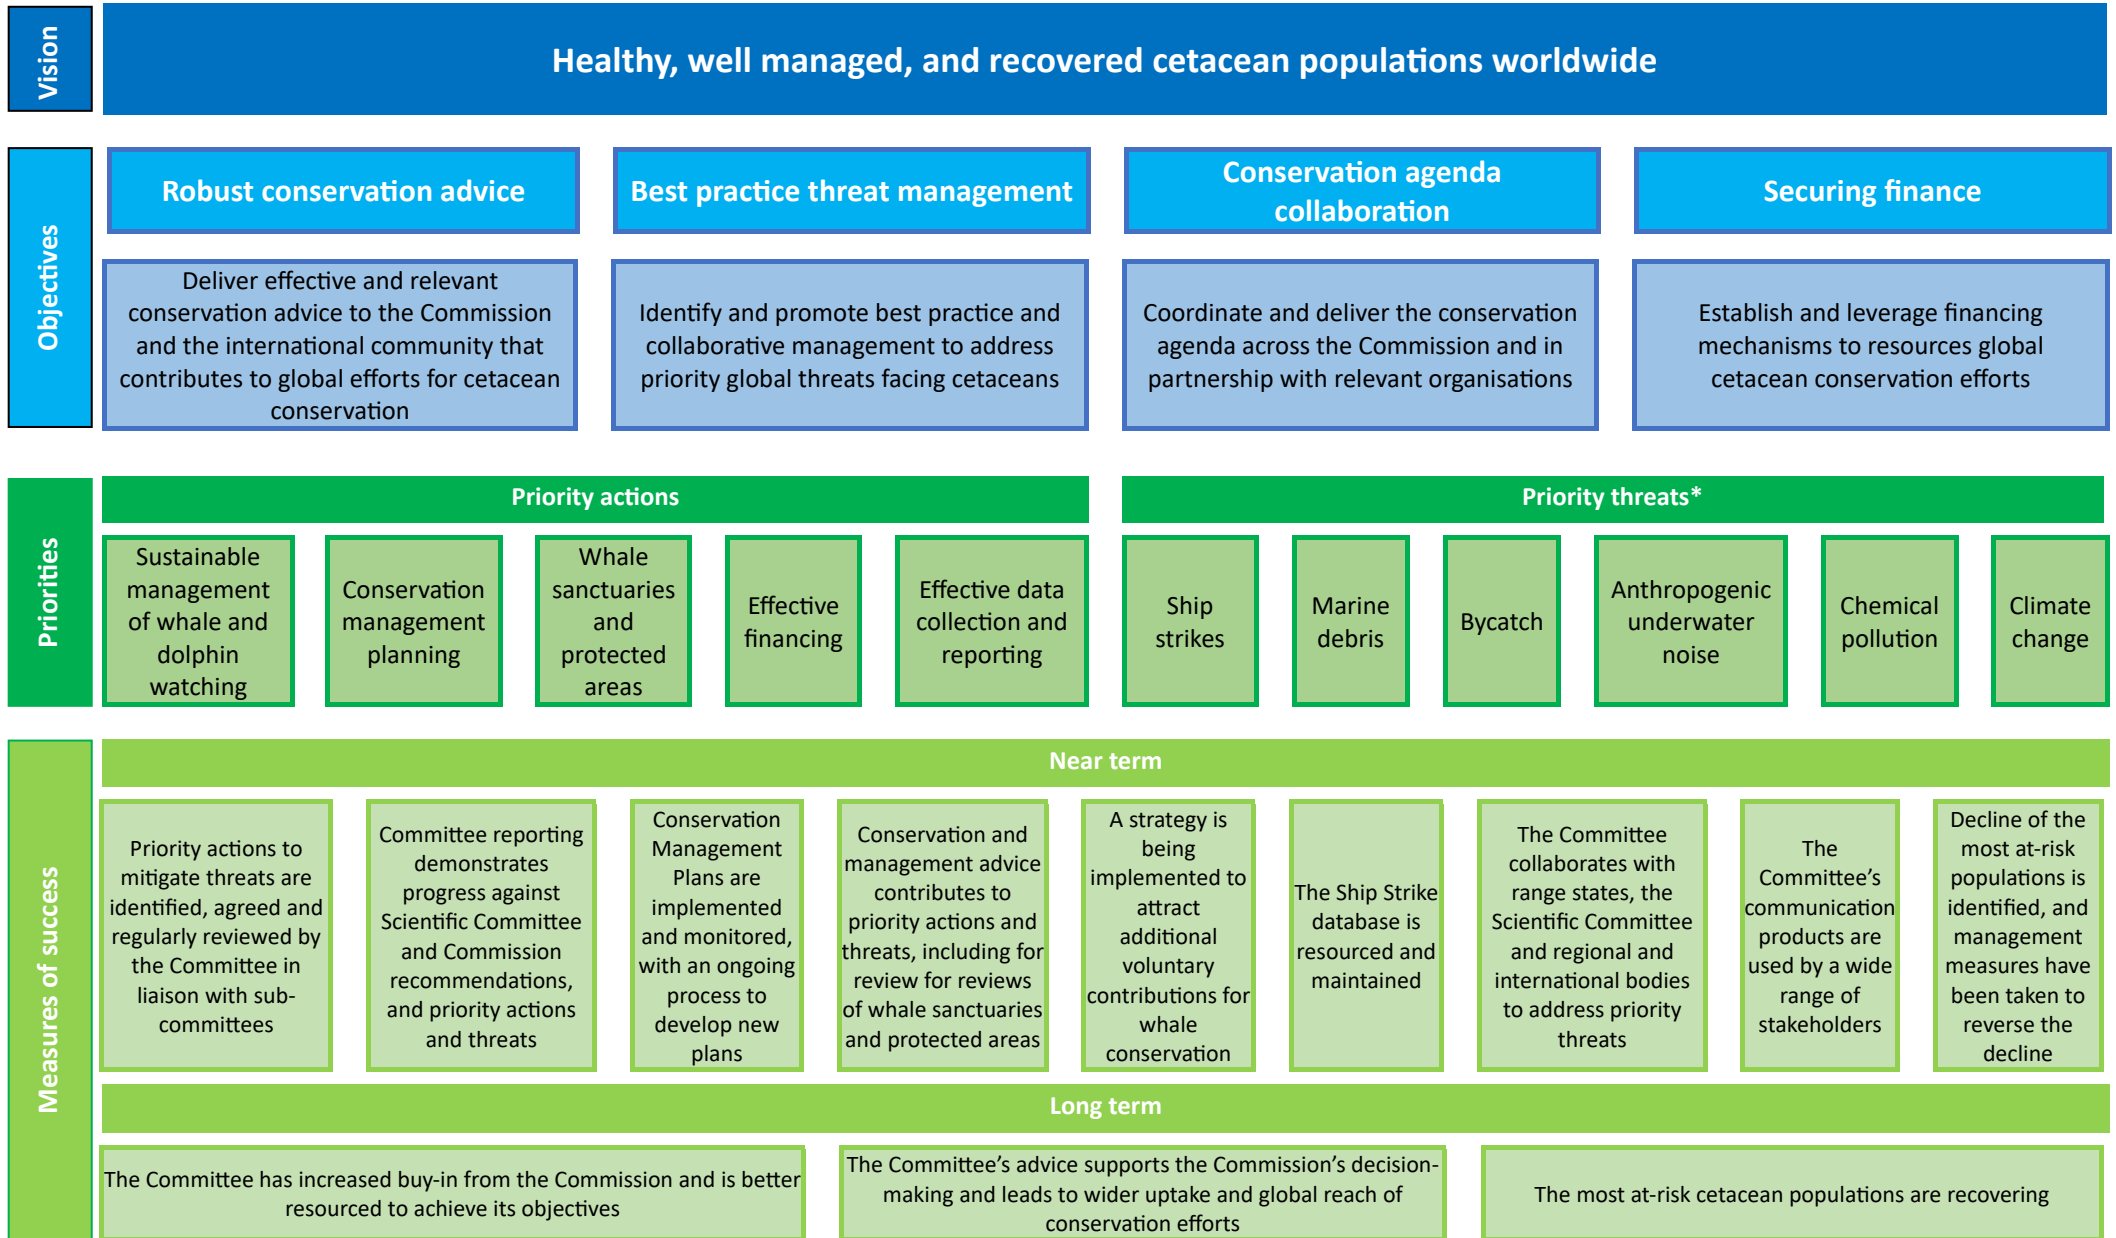 Vision
Healthy, well managed, and recovered cetacean populations worldwide
Objectives
Robust conservation advice
Best practice threat management
Conservation agenda
collaboration
Securing finance
Deliver effective and relevant
conservation advice to the Commission
and the international community that
contributes to global efforts for cetacean
conservation
Identify and promote best practice and
collaborative management to address
priority global threats facing cetaceans
Coordinate and deliver the conservation
agenda across the Commission and in
partnership with relevant organisations
Establish and leverage financing
mechanisms to resources global
cetacean conservation efforts
Priorities
Priority actions
Sustainable
management
of whale and
dolphin
watching
Conservation
management
planning
Whale
sanctuaries
and
protected
areas
Effective
financing
Effective data
collection and
reporting
Priority threats*
Ship
strikes
Marine
debris
Bycatch
Anthropogenic
underwater
noise
Chemical
pollution
Climate
change
Measures of success
Near term
Priority actions to
mitigate threats are
identified, agreed and
regularly reviewed by
the Committee in
liaison with sub-
committees
Committee reporting
demonstrates
progress against
Scientific Committee
and Commission
recommendations,
and priority actions
and threats
Conservation
Management
Plans are
implemented
and monitored,
with an ongoing
process to
develop new
plans
Conservation and
management advice
contributes to
priority actions and
threats, including for
review for reviews
of whale sanctuaries
and protected areas
A strategy is
being
implemented to
attract
additional
voluntary
contributions for
whale
conservation
The Ship Strike
database is
resourced and
maintained
The Committee
collaborates with
range states, the
Scientific Committee
and regional and
international bodies
to address priority
threats
The
Committee's
communication
products are
used by a wide
range of
stakeholders
Decline of the
most at-risk
populations is
identified, and
management
measures have
been taken to
reverse the
decline
Long term
The Committee has increased buy-in from the Commission and is better
resourced to achieve its objectives
The Committee's advice supports the Commission's decision-
making and leads to wider uptake and global reach of
conservation efforts
The most at-risk cetacean populations are recovering